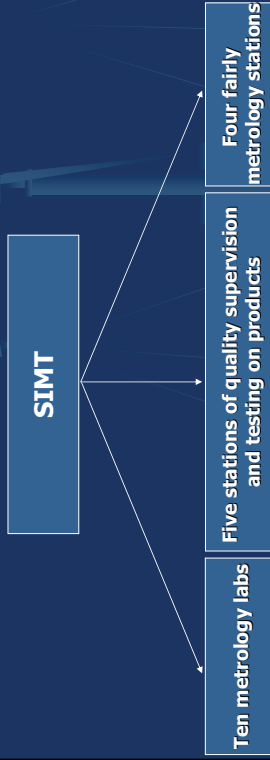 SIMT
Ten metrology labs
Five stations of quality supervision
and testing on products
Four fairly
metrology stations